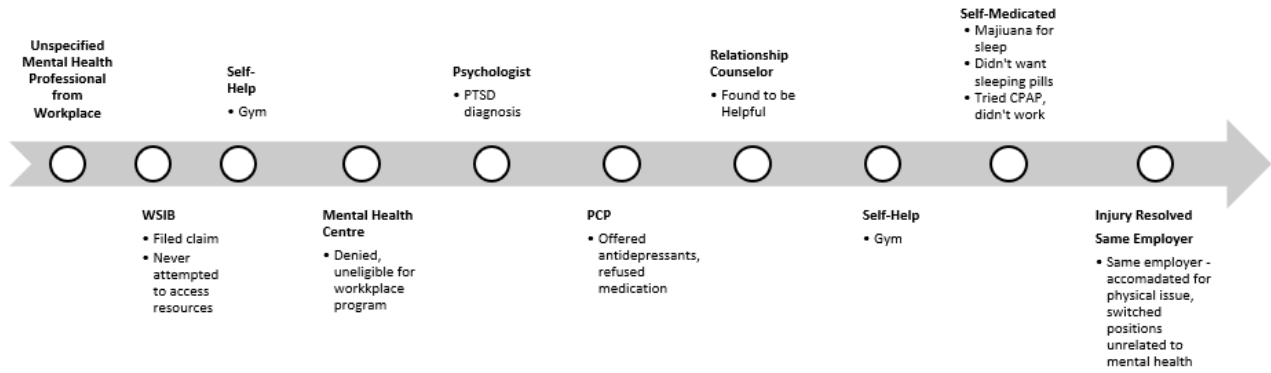 Unspecified
Mental Health
Professional
from
Workplace
WSIB
• Filed claim
• Never
attempted
to access
resources
Self-
Help
• Gym
Mental Health
Centre
• Denied,
uneligible for
workkplace
program
Psychologist
• PTSD
diagnosis
PCP
• Offered
antidepressants,
refused
medication
Relationship
Counselor
• Found to be
Helpful
Self-Help
• Gym
Self-Medicated
• Majiuana for
sleep
• Didn't want
sleeping pills
• Tried CPAP,
didn't work
Injury Resolved
Same Employer
• Same employer -
accomadated for
physical issue,
switched
positions
unrelated to
mental health